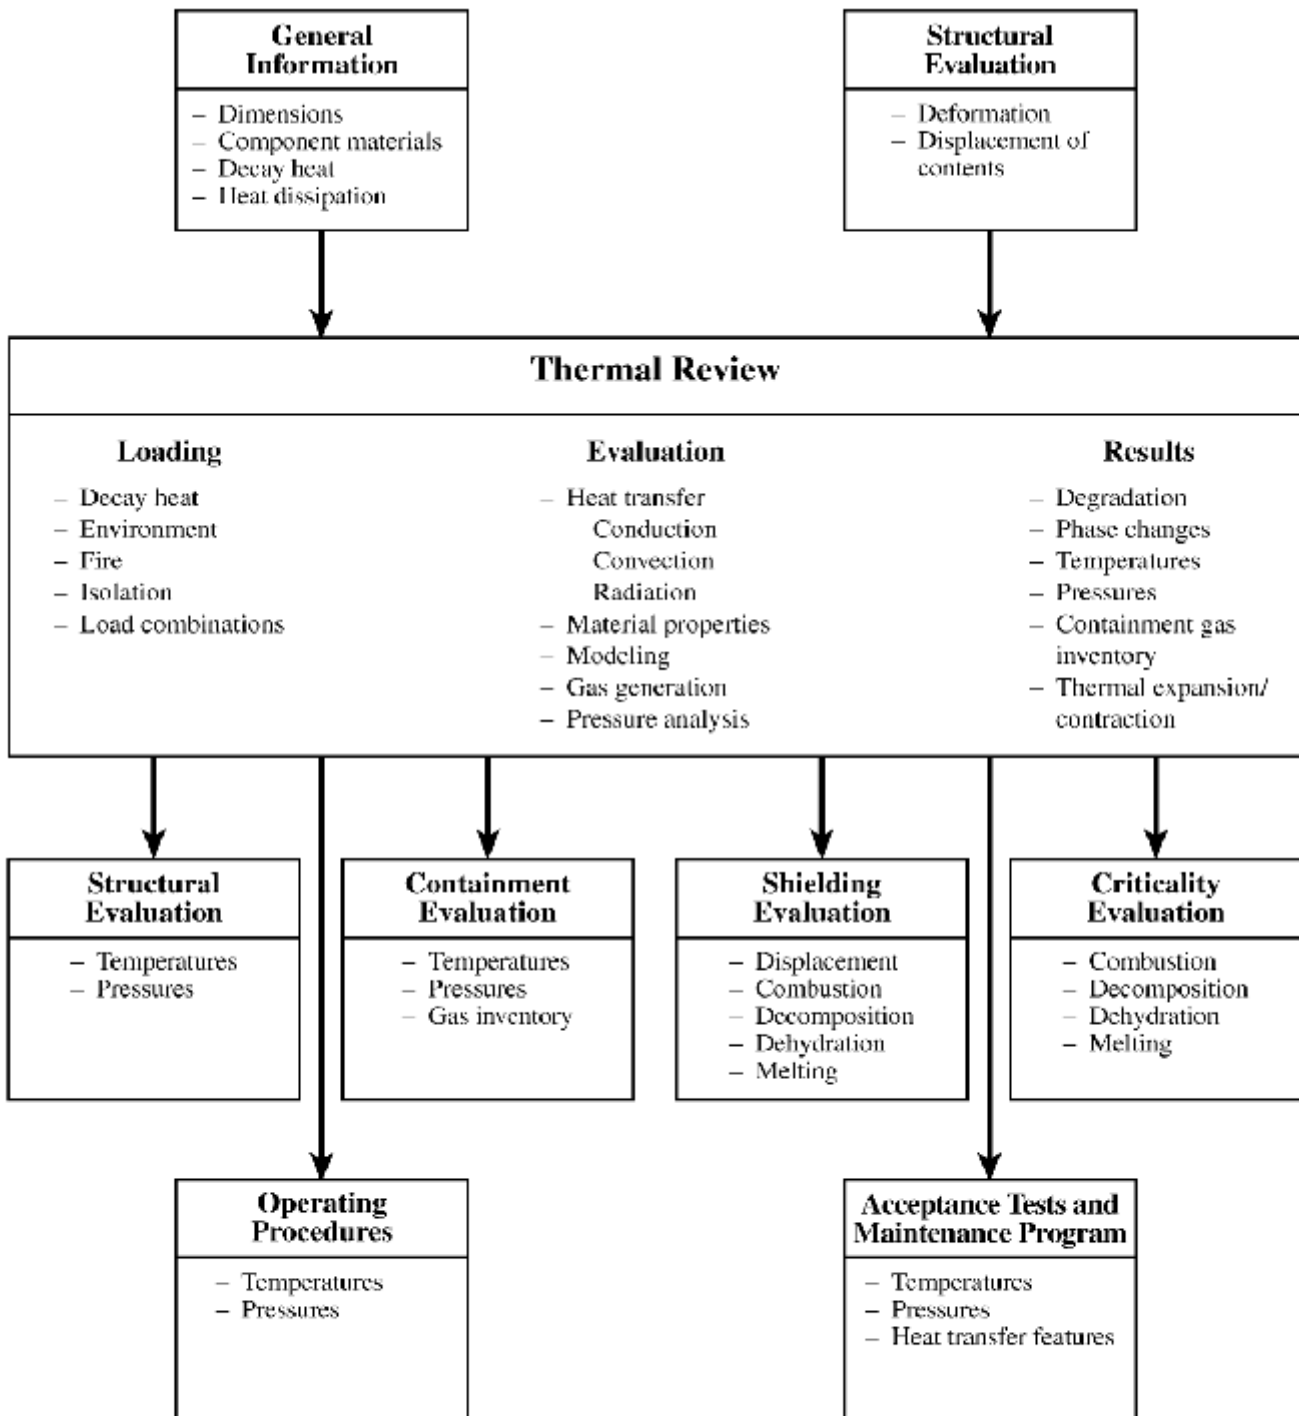 General
Information
– Dimensions
– Component materials
– Decay heat
– Heat dissipation
Structural
Evaluation
– Deformation
– Displacement of
contents
Thermal Review
Loading
– Decay heat
– Environment
– Fire
– Isolation
– Load combinations
Evaluation
– Heat transfer
Conduction
Convection
Radiation
– Material properties
– Modeling
– Gas generation
– Pressure analysis
Results
– Degradation
– Phase changes
– Temperatures
– Pressures
– Containment gas
inventory
– Thermal expansion/
contraction
Structural
Evaluation
– Temperatures
– Pressures
Containment
Evaluation
– Temperatures
– Pressures
– Gas inventory
Shielding
Evaluation
– Displacement
– Combustion
– Decomposition
– Dehydration
– Melting
Criticality
Evaluation
– Combustion
– Decomposition
– Dehydration
– Melting
Operating
Procedures
– Temperatures
– Pressures
Acceptance Tests and
Maintenance Program
– Temperatures
– Pressures
– Heat transfer features